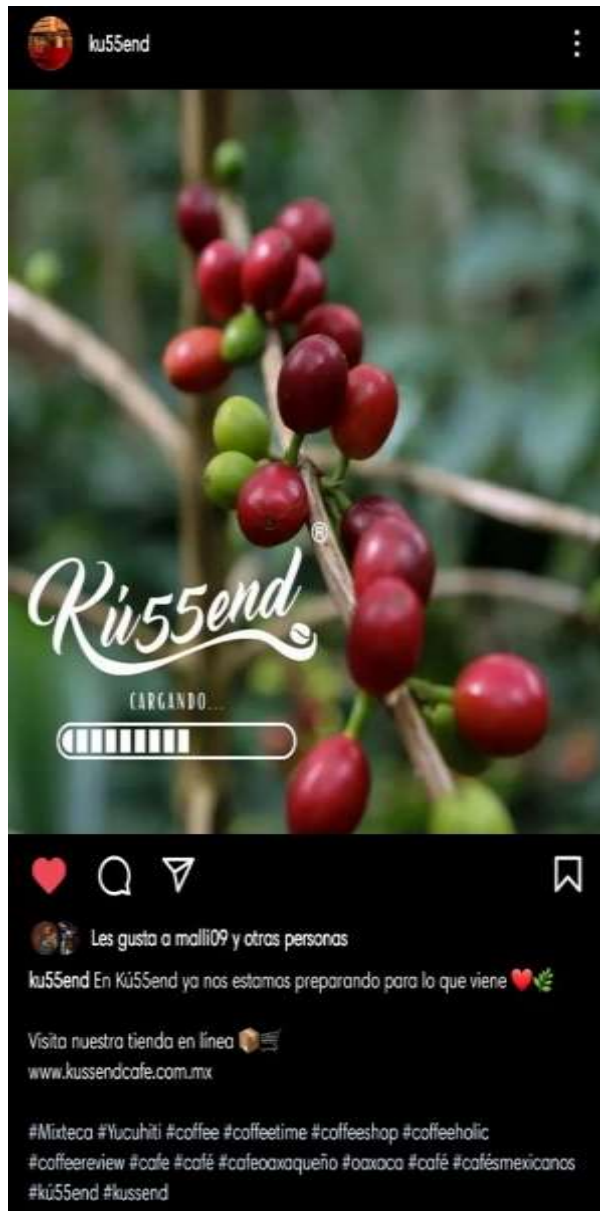 ku55end
®
Kú55end
CARGANDO...
Les gusta a malli09 y otras personas
ku55end En Kú55end ya nos estamos preparando para lo que viene ❤️🌿
Visita nuestra tienda en línea 📦🛒
www.kussendcafe.com.mx
#Mixteca #Yucuhiti #coffee #coffeetime #coffeeshop #coffeeholic
#coffeereview #cafe #café #cafeoaxaqueño #oaxaca #café #cafésmexicanos
#kú55end #kussend